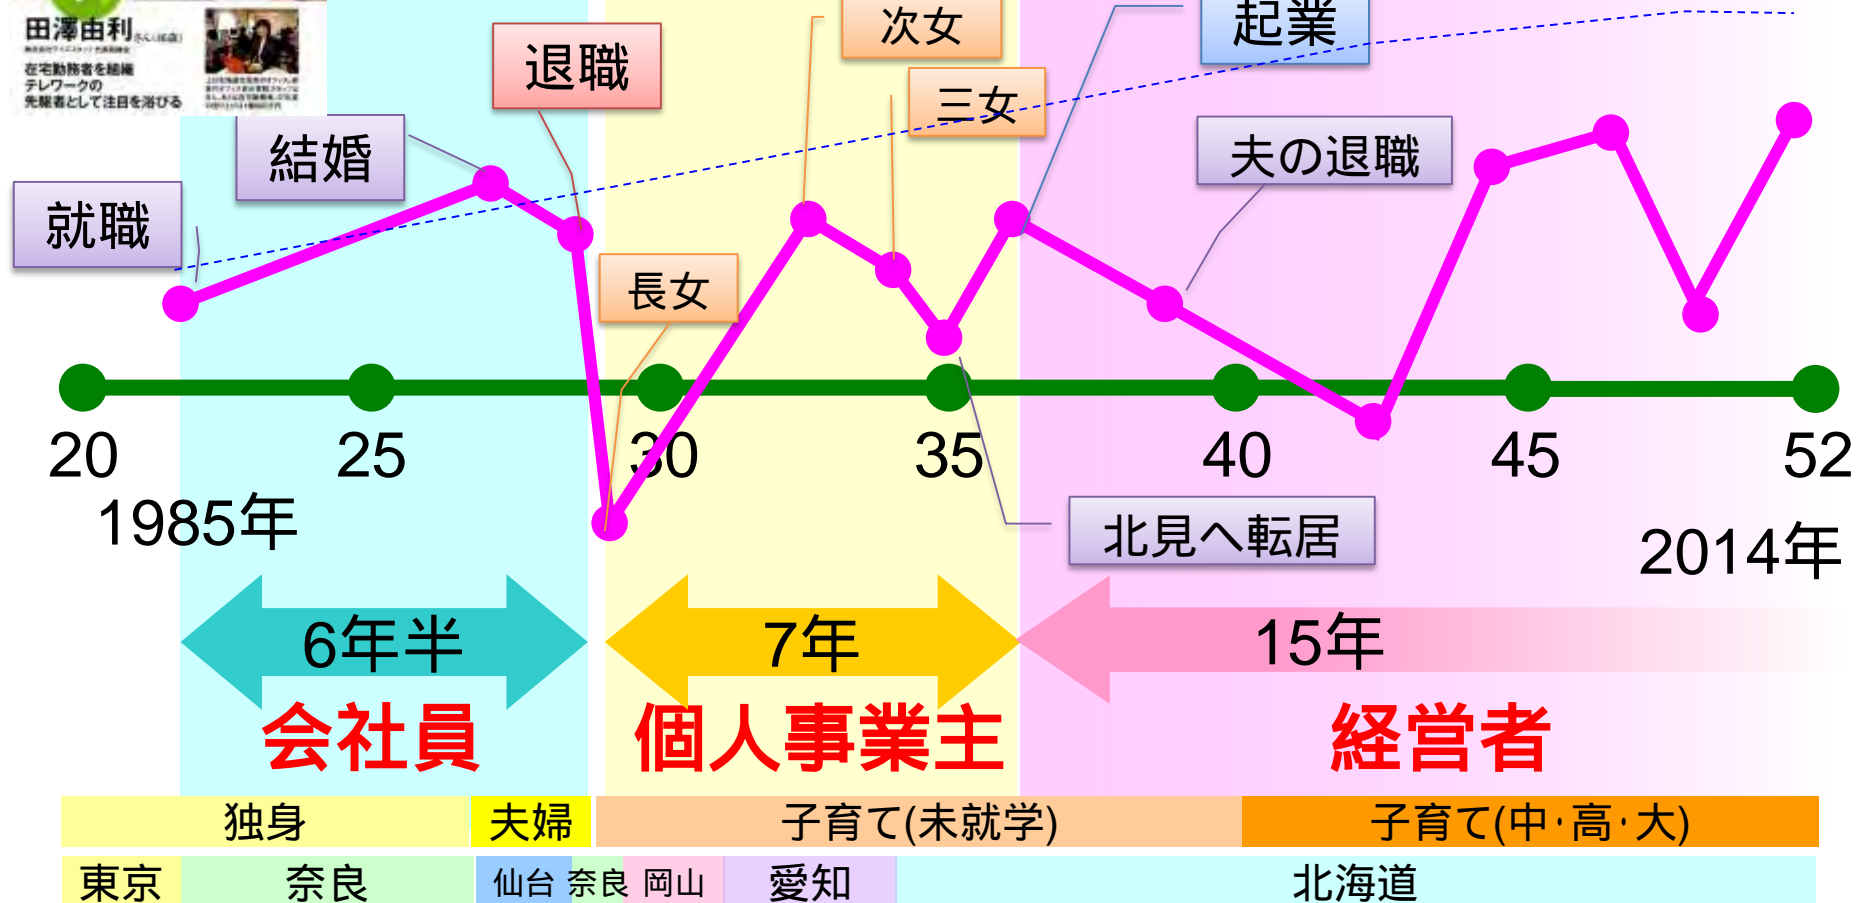 田澤由利
在宅勤務者を組織
テレワークの
先駆者として注目を浴びる
次女
起業
退職
三女
結婚
夫の退職
就職
長女
20
25
30
35
40
45
52
1985年
北見へ転居
2014年
6年半
7年
15年
会社員
個人事業主
経営者
独身
夫婦
子育て(未就学)
子育て(中・高・大)
東京
奈良
仙台
奈良
岡山
愛知
北海道